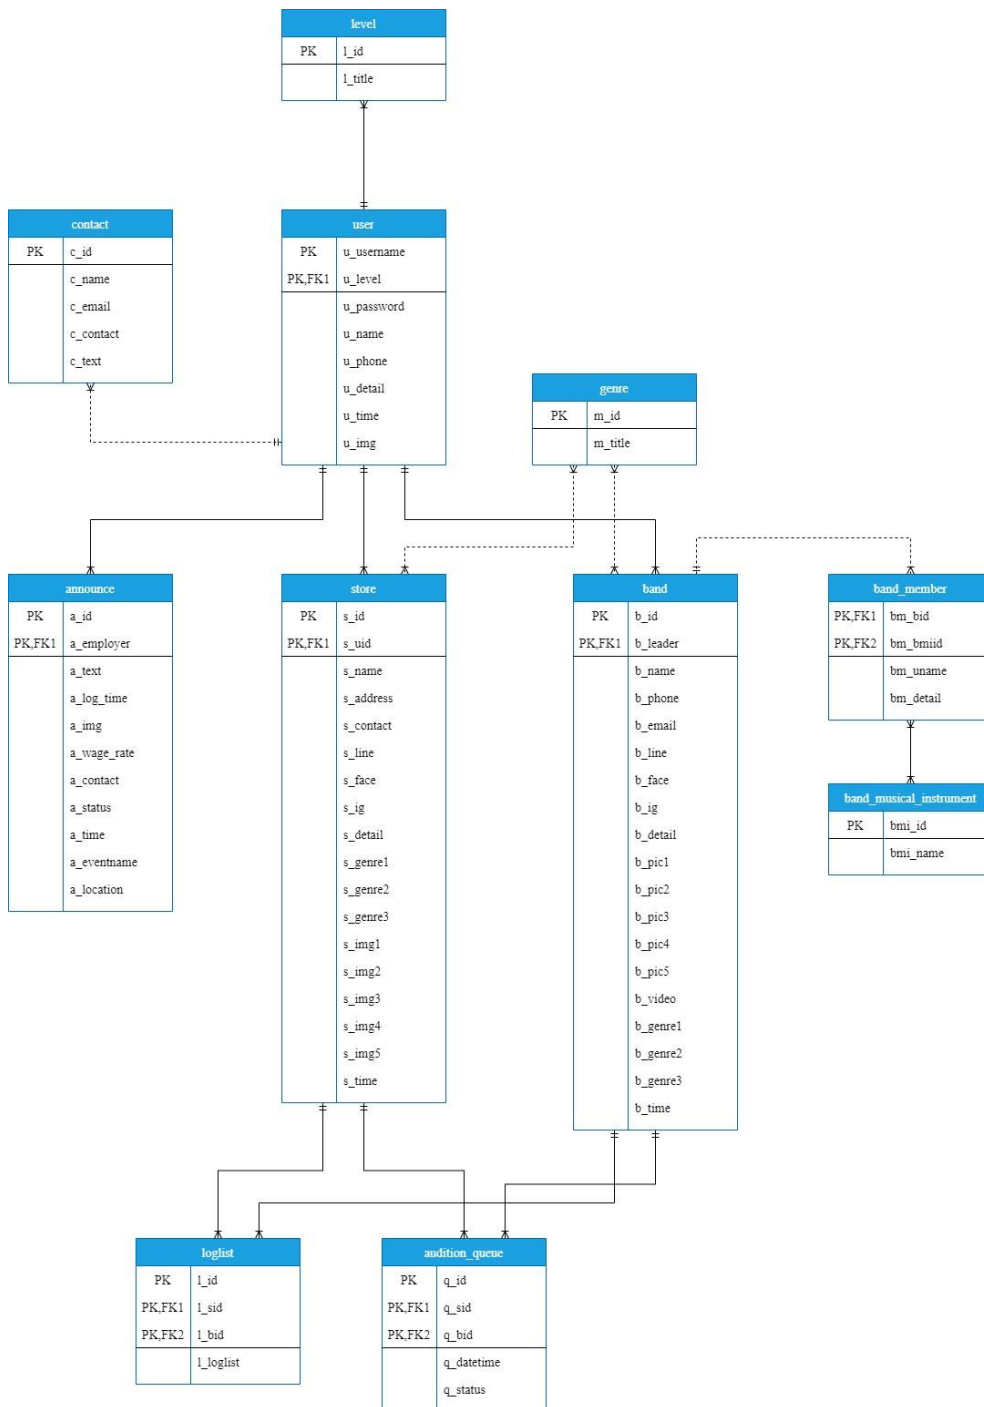 level
PK l_id
l_title
contact
PK c_id
c_name
c_email
c_contact
c_text
user
PK u_username
PK,FK1 u_level
u_password
u_name
u_phone
u_detail
u_time
u_img
genre
PK m_id
m_title
announce
PK a_id
PK,FK1 a_employer
a_text
a_log_time
a_img
a_wage_rate
a_contact
a_status
a_time
a_eventname
a_location
store
PK s_id
PK,FK1 s_uid
s_name
s_address
s_contact
s_line
s_face
s_ig
s_detail
s_genre1
s_genre2
s_genre3
s_img1
s_img2
s_img3
s_img4
s_img5
s_time
band
PK b_id
PK,FK1 b_leader
b_name
b_phone
b_email
b_line
b_face
b_ig
b_detail
b_pic1
b_pic2
b_pic3
b_pic4
b_pic5
b_video
b_genre1
b_genre2
b_genre3
b_time
band_member
PK,FK1 bm_bid
PK,FK2 bm_bmiid
bm_uname
bm_detail
band_musical_instrument
PK bmi_id
bmi_name
loglist
PK l_id
PK,FK1 l_sid
PK,FK2 l_bid
l_loglist
audition_queue
PK q_id
PK,FK1 q_sid
PK,FK2 q_bid
q_datetime
q_status